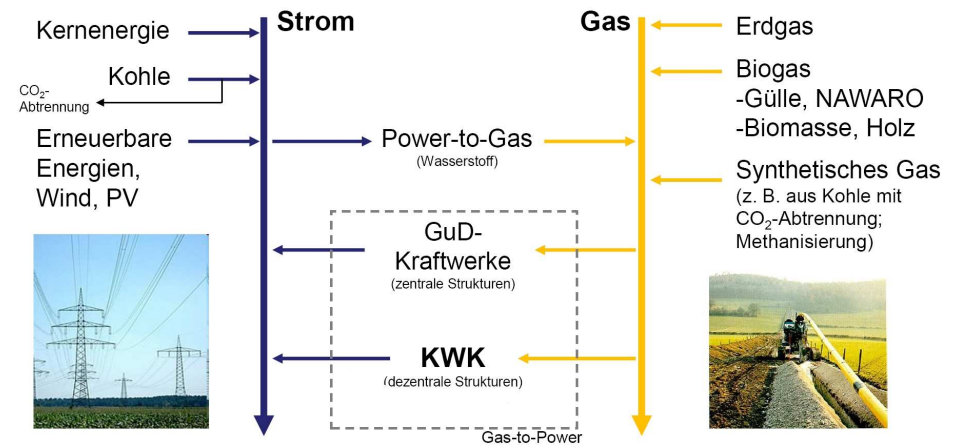 Strom
Gas
Kernenergie
Kohle
CO₂-
Abtrennung
Erneuerbare
Energien,
Wind, PV
Power-to-Gas
(Wasserstoff)
GuD-
Kraftwerke
(zentrale Strukturen)
KWK
(dezentrale Strukturen)
Gas-to-Power
Erdgas
Biogas
-Gülle, NAWARO
-Biomasse, Holz
Synthetisches Gas
(z. B. aus Kohle mit
CO₂-Abtrennung;
Methanisierung)